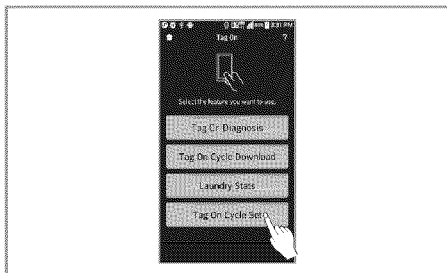 Tag On ?
Select the feature you want to use.
Tag On Diagnosis
Tag On Cycle Download
Laundry Stats
Tag On Cycle Set